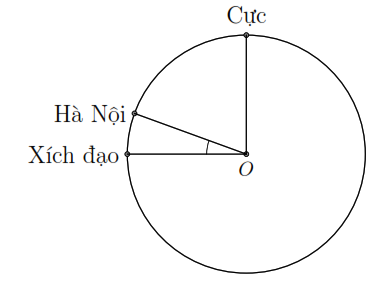 Cực
Hà Nội
Xích đạo
O